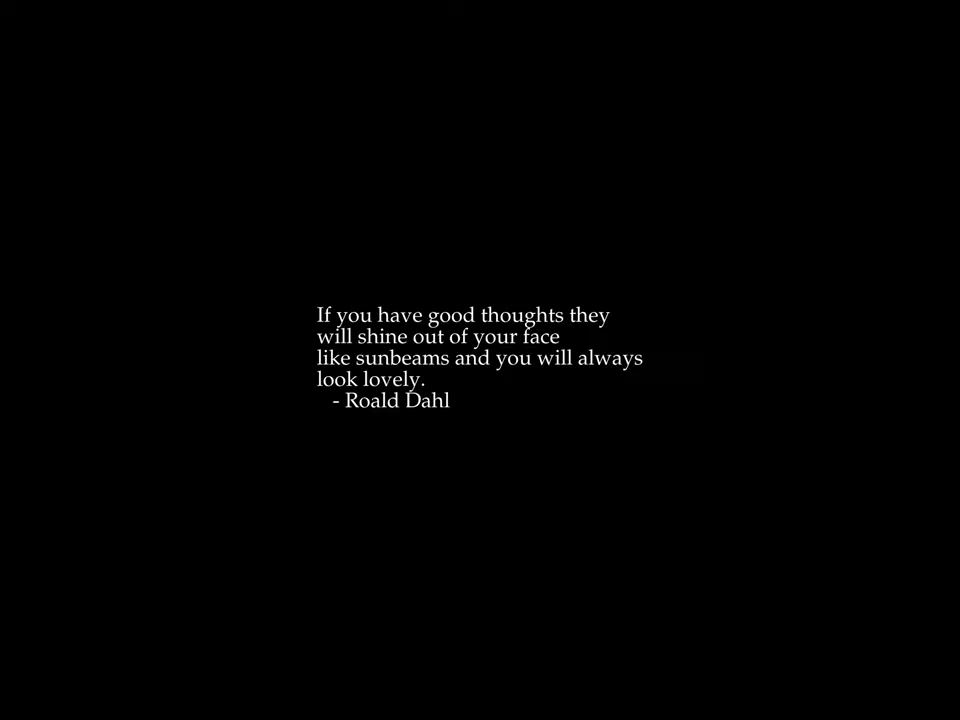 If you have good thoughts they
will shine out of your face
like sunbeams and you will always
look lovely.
- Roald Dahl